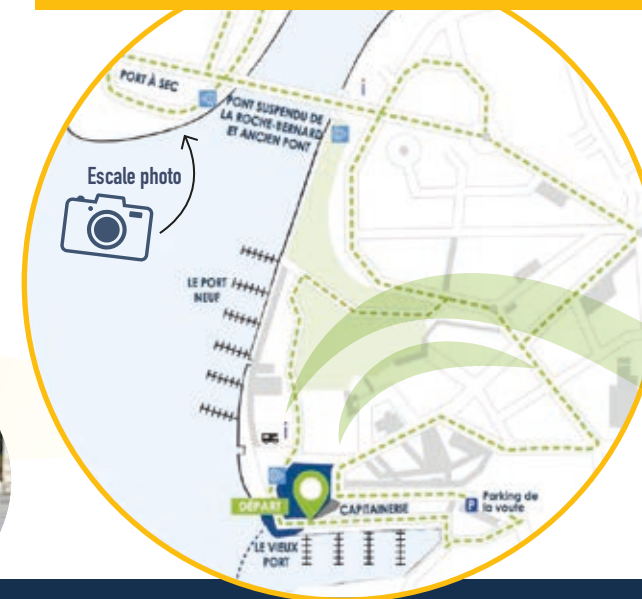 PORT À SEC
PONT SUSPENDU DE
LA ROCHE-BERNARD
ET ANCIEN PONT
i
Escale photo
LE PORT
NEUF
i
DÉPART
CAPITAINERIE
P
Parking de
la voute
LE VIEUX
PORT